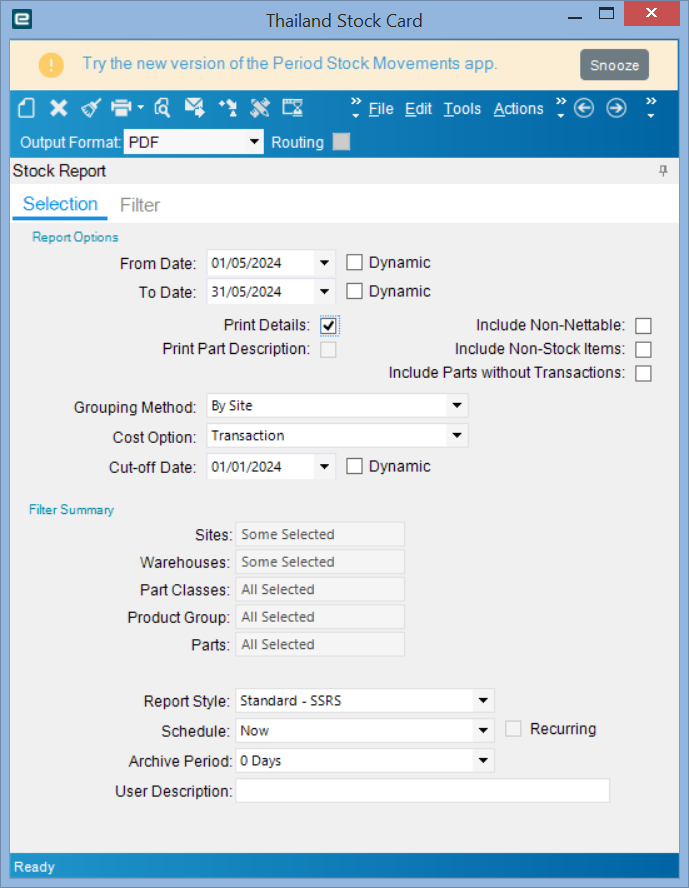 Thailand Stock Card
Try the new version of the Period Stock Movements app.
Snooze
File Edit Tools Actions
Output Format: PDF Routing
Stock Report
Selection Filter
Report Options
From Date: 01/05/2024 Dynamic
To Date: 31/05/2024 Dynamic
Print Details: Include Non-Nettable:
Print Part Description: Include Non-Stock Items:
Include Parts without Transactions:
Grouping Method: By Site
Cost Option: Transaction
Cut-off Date: 01/01/2024 Dynamic
Filter Summary
Sites: Some Selected
Warehouses: Some Selected
Part Classes: All Selected
Product Group: All Selected
Parts: All Selected
Report Style: Standard - SSRS
Schedule: Now Recurring
Archive Period: 0 Days
User Description:
Ready